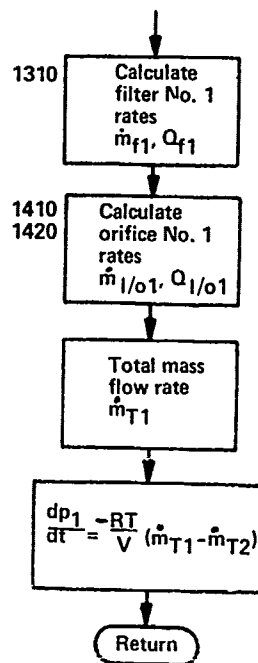 1310
Calculate
filter No. 1
rates
ṁf1, Qf1
1410
1420
Calculate
orifice No. 1
rates
ṁI/o1, QI/o1
Total mass
flow rate
ṁT1
dp1/dt = -RT/V (ṁT1-ṁT2)
Return